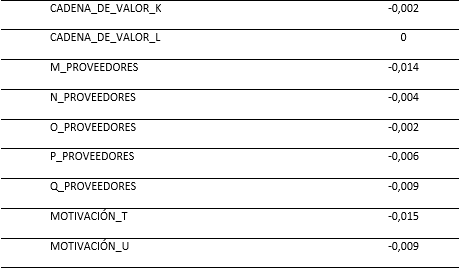 CADENA_DE_VALOR_K -0,002
CADENA_DE_VALOR_L 0
M_PROVEEDORES -0,014
N_PROVEEDORES -0,004
O_PROVEEDORES -0,002
P_PROVEEDORES -0,006
Q_PROVEEDORES -0,009
MOTIVACIÓN_T -0,015
MOTIVACIÓN_U -0,009